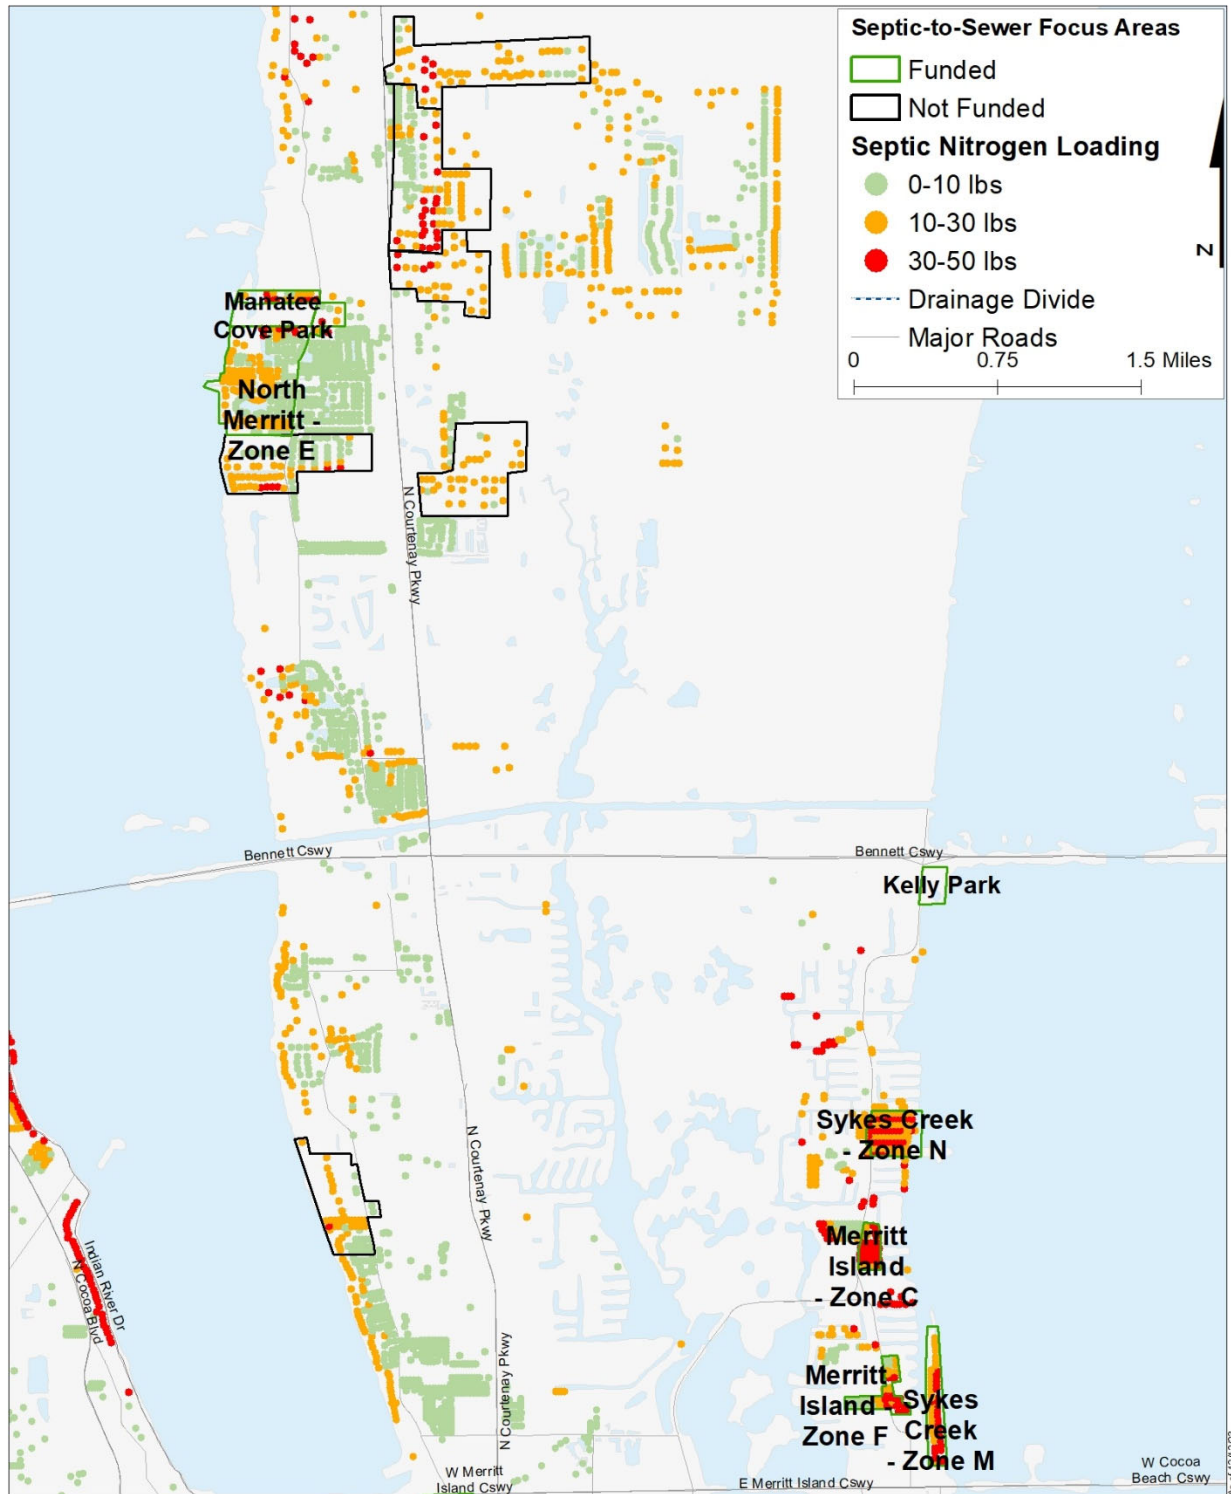 Septic-to-Sewer Focus Areas
Funded
Not Funded
Septic Nitrogen Loading
0-10 lbs
10-30 lbs
30-50 lbs
Drainage Divide
Major Roads
0 0.75 1.5 Miles
Z
Manatee
Cove Park
North
Merritt -
Zone E
N Courtenay Pkwy
Bennett Cswy
Bennett Cswy
Kelly Park
Sykes Creek
- Zone N
N Courtenay Pkwy
Merritt
Island
- Zone C
Indian River Dr
N Cocoa Blvd
Merritt
Island -
Zone F
Sykes
Creek
- Zone M
N Courtenay Pkwy
W Merritt
Island Cswy
E Merritt Island Cswy
W Cocoa
Beach Cswy